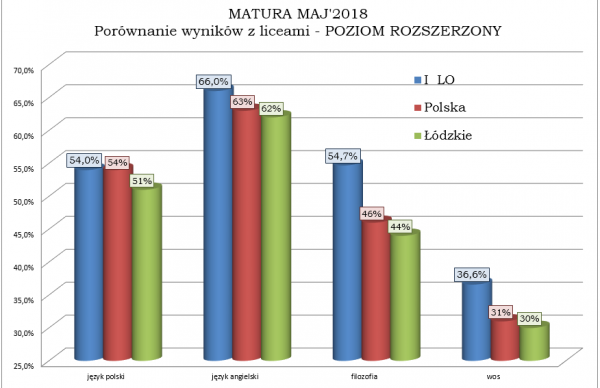 MATURA MAJ'2018
Porównanie wyników z liceami - POZIOM ROZSZERZONY
70,0%
65,0%
60,0%
55,0%
50,0%
45,0%
40,0%
35,0%
30,0%
25,0%
I LO
Polska
Łódzkie
54,0%
54%
51%
66,0%
63%
62%
54,7%
46%
44%
36,6%
31%
30%
język polski
język angielski
filozofia
wos